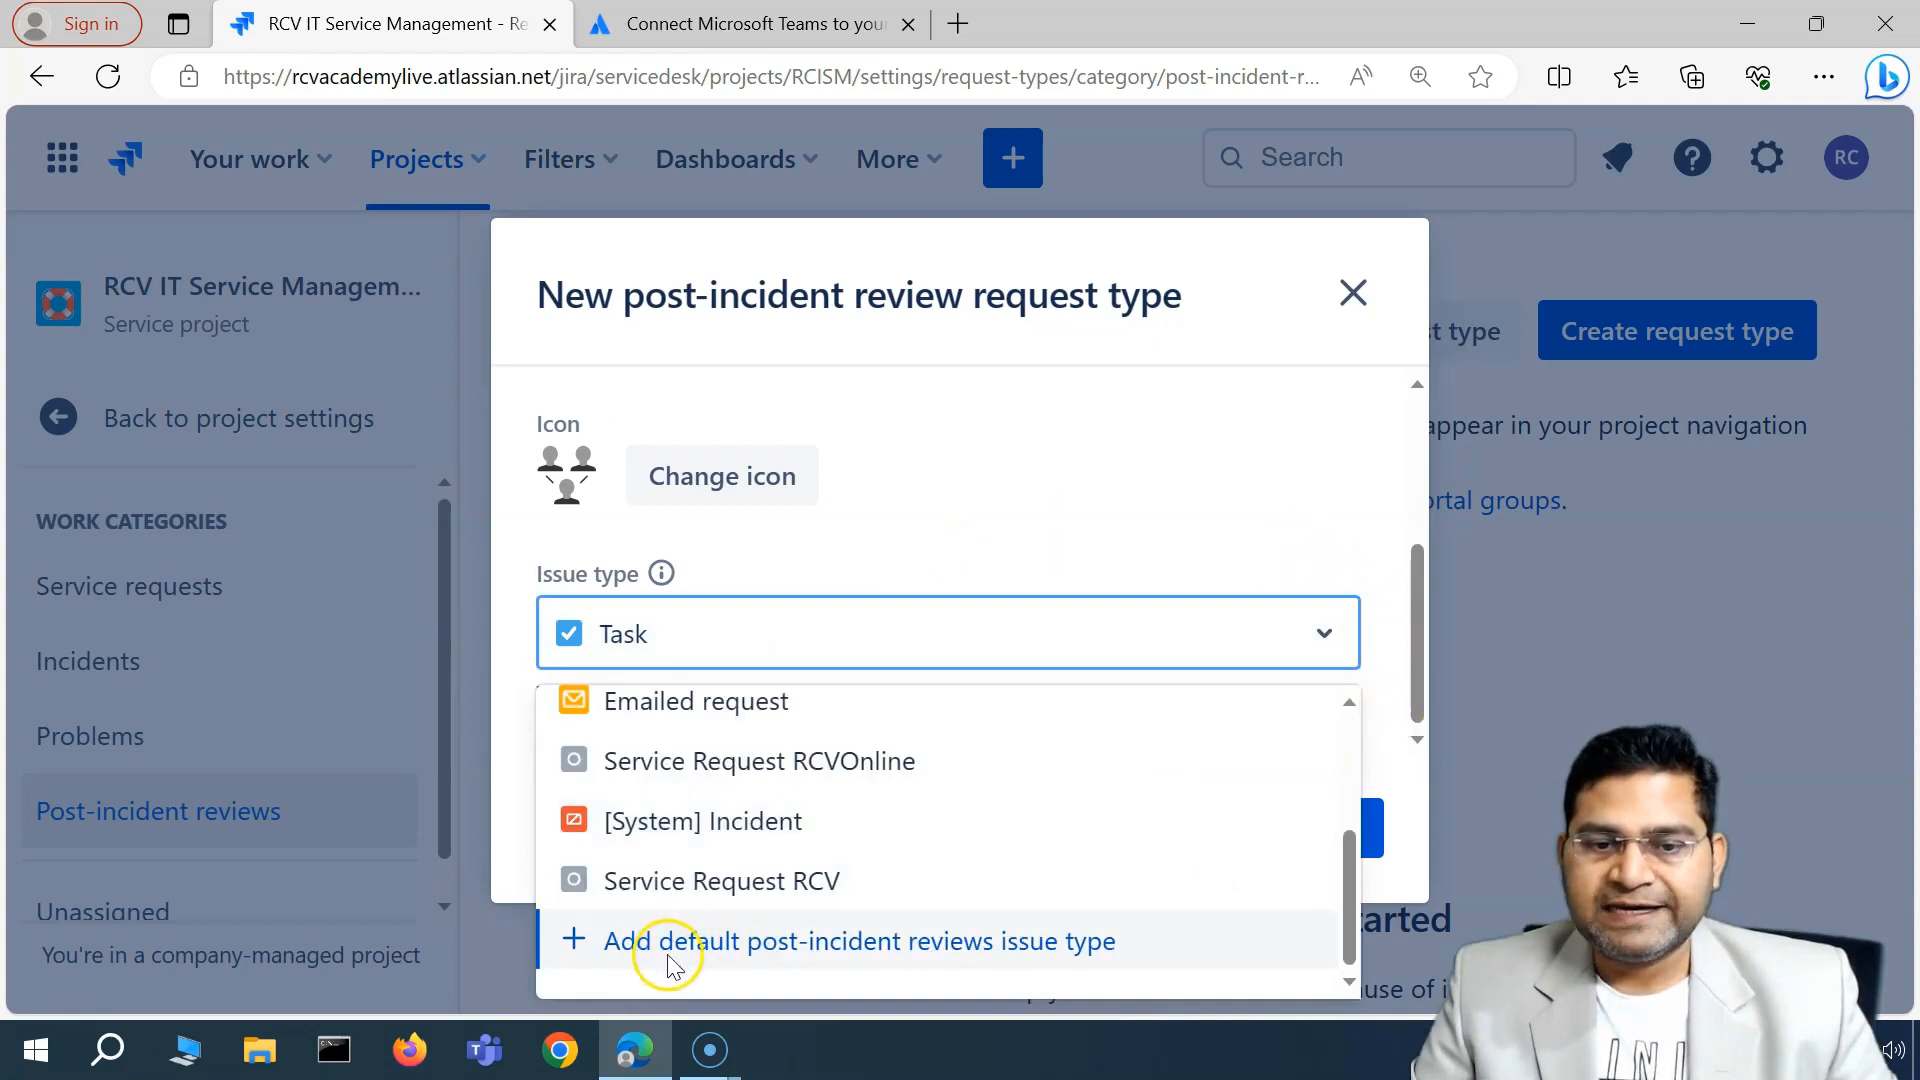 Sign in
RCV IT Service Management - Re
Connect Microsoft Teams to your
https://rcvacademylive.atlassian.net/jira/servicedesk/projects/RCISM/settings/request-types/category/post-incident-r...
Your work
Projects
Filters
Dashboards
More
Search
RC
RCV IT Service Managem...
Service project
Back to project settings
WORK CATEGORIES
Service requests
Incidents
Problems
Post-incident reviews
Unassigned
You're in a company-managed project
New post-incident review request type
Icon
Change icon
Issue type
Task
Emailed request
Service Request RCVOnline
[System] Incident
Service Request RCV
Add default post-incident reviews issue type
t type
Create request type
appear in your project navigation
ortal groups.
tarted
use of i